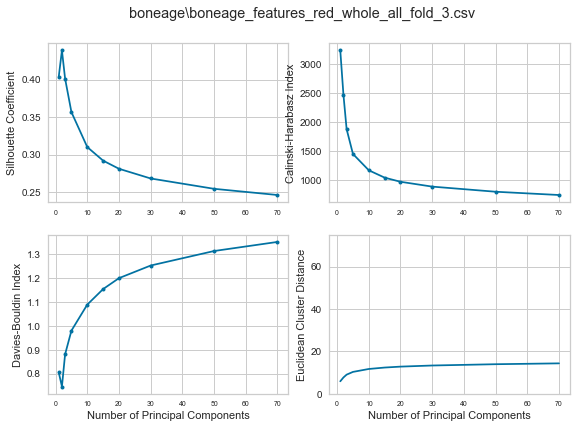 boneage\boneage_features_red_whole_all_fold_3.csv
Silhouette Coefficient
0.40
0.35
0.30
0.25
0 10 20 30 40 50 60 70
Calinski-Harabasz Index
3000
2500
2000
1500
1000
0 10 20 30 40 50 60 70
Davies-Bouldin Index
1.3
1.2
1.1
1.0
0.9
0.8
0 10 20 30 40 50 60 70
Number of Principal Components
Euclidean Cluster Distance
60
40
20
0
0 10 20 30 40 50 60 70
Number of Principal Components